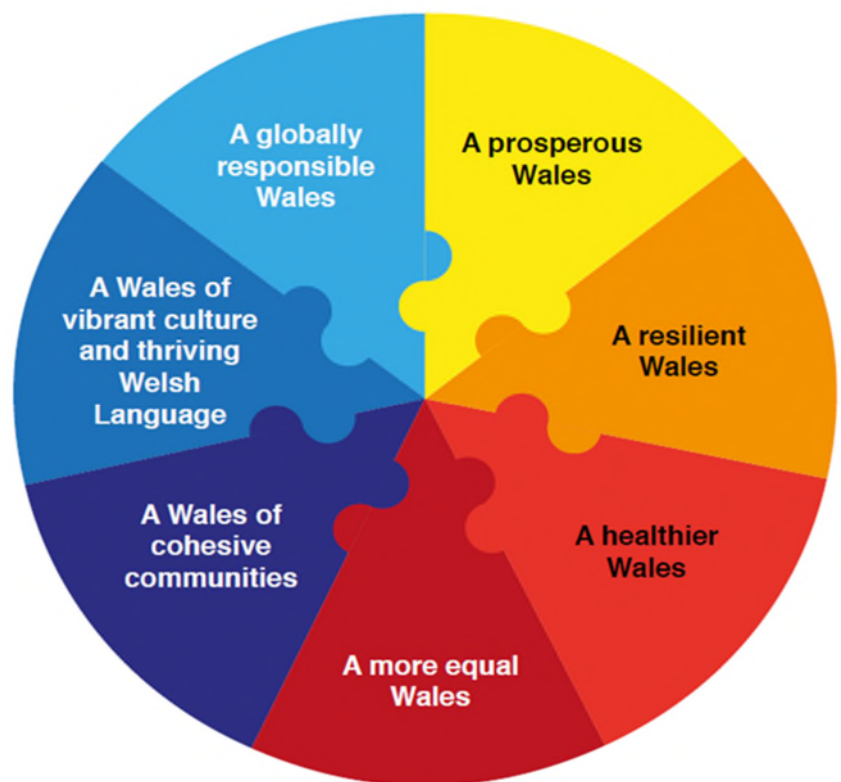 A prosperous
Wales
A resilient
Wales
A healthier
Wales
A more equal
Wales
A Wales of
cohesive
communities
A Wales of
vibrant culture
and thriving
Welsh
Language
A globally
responsible
Wales